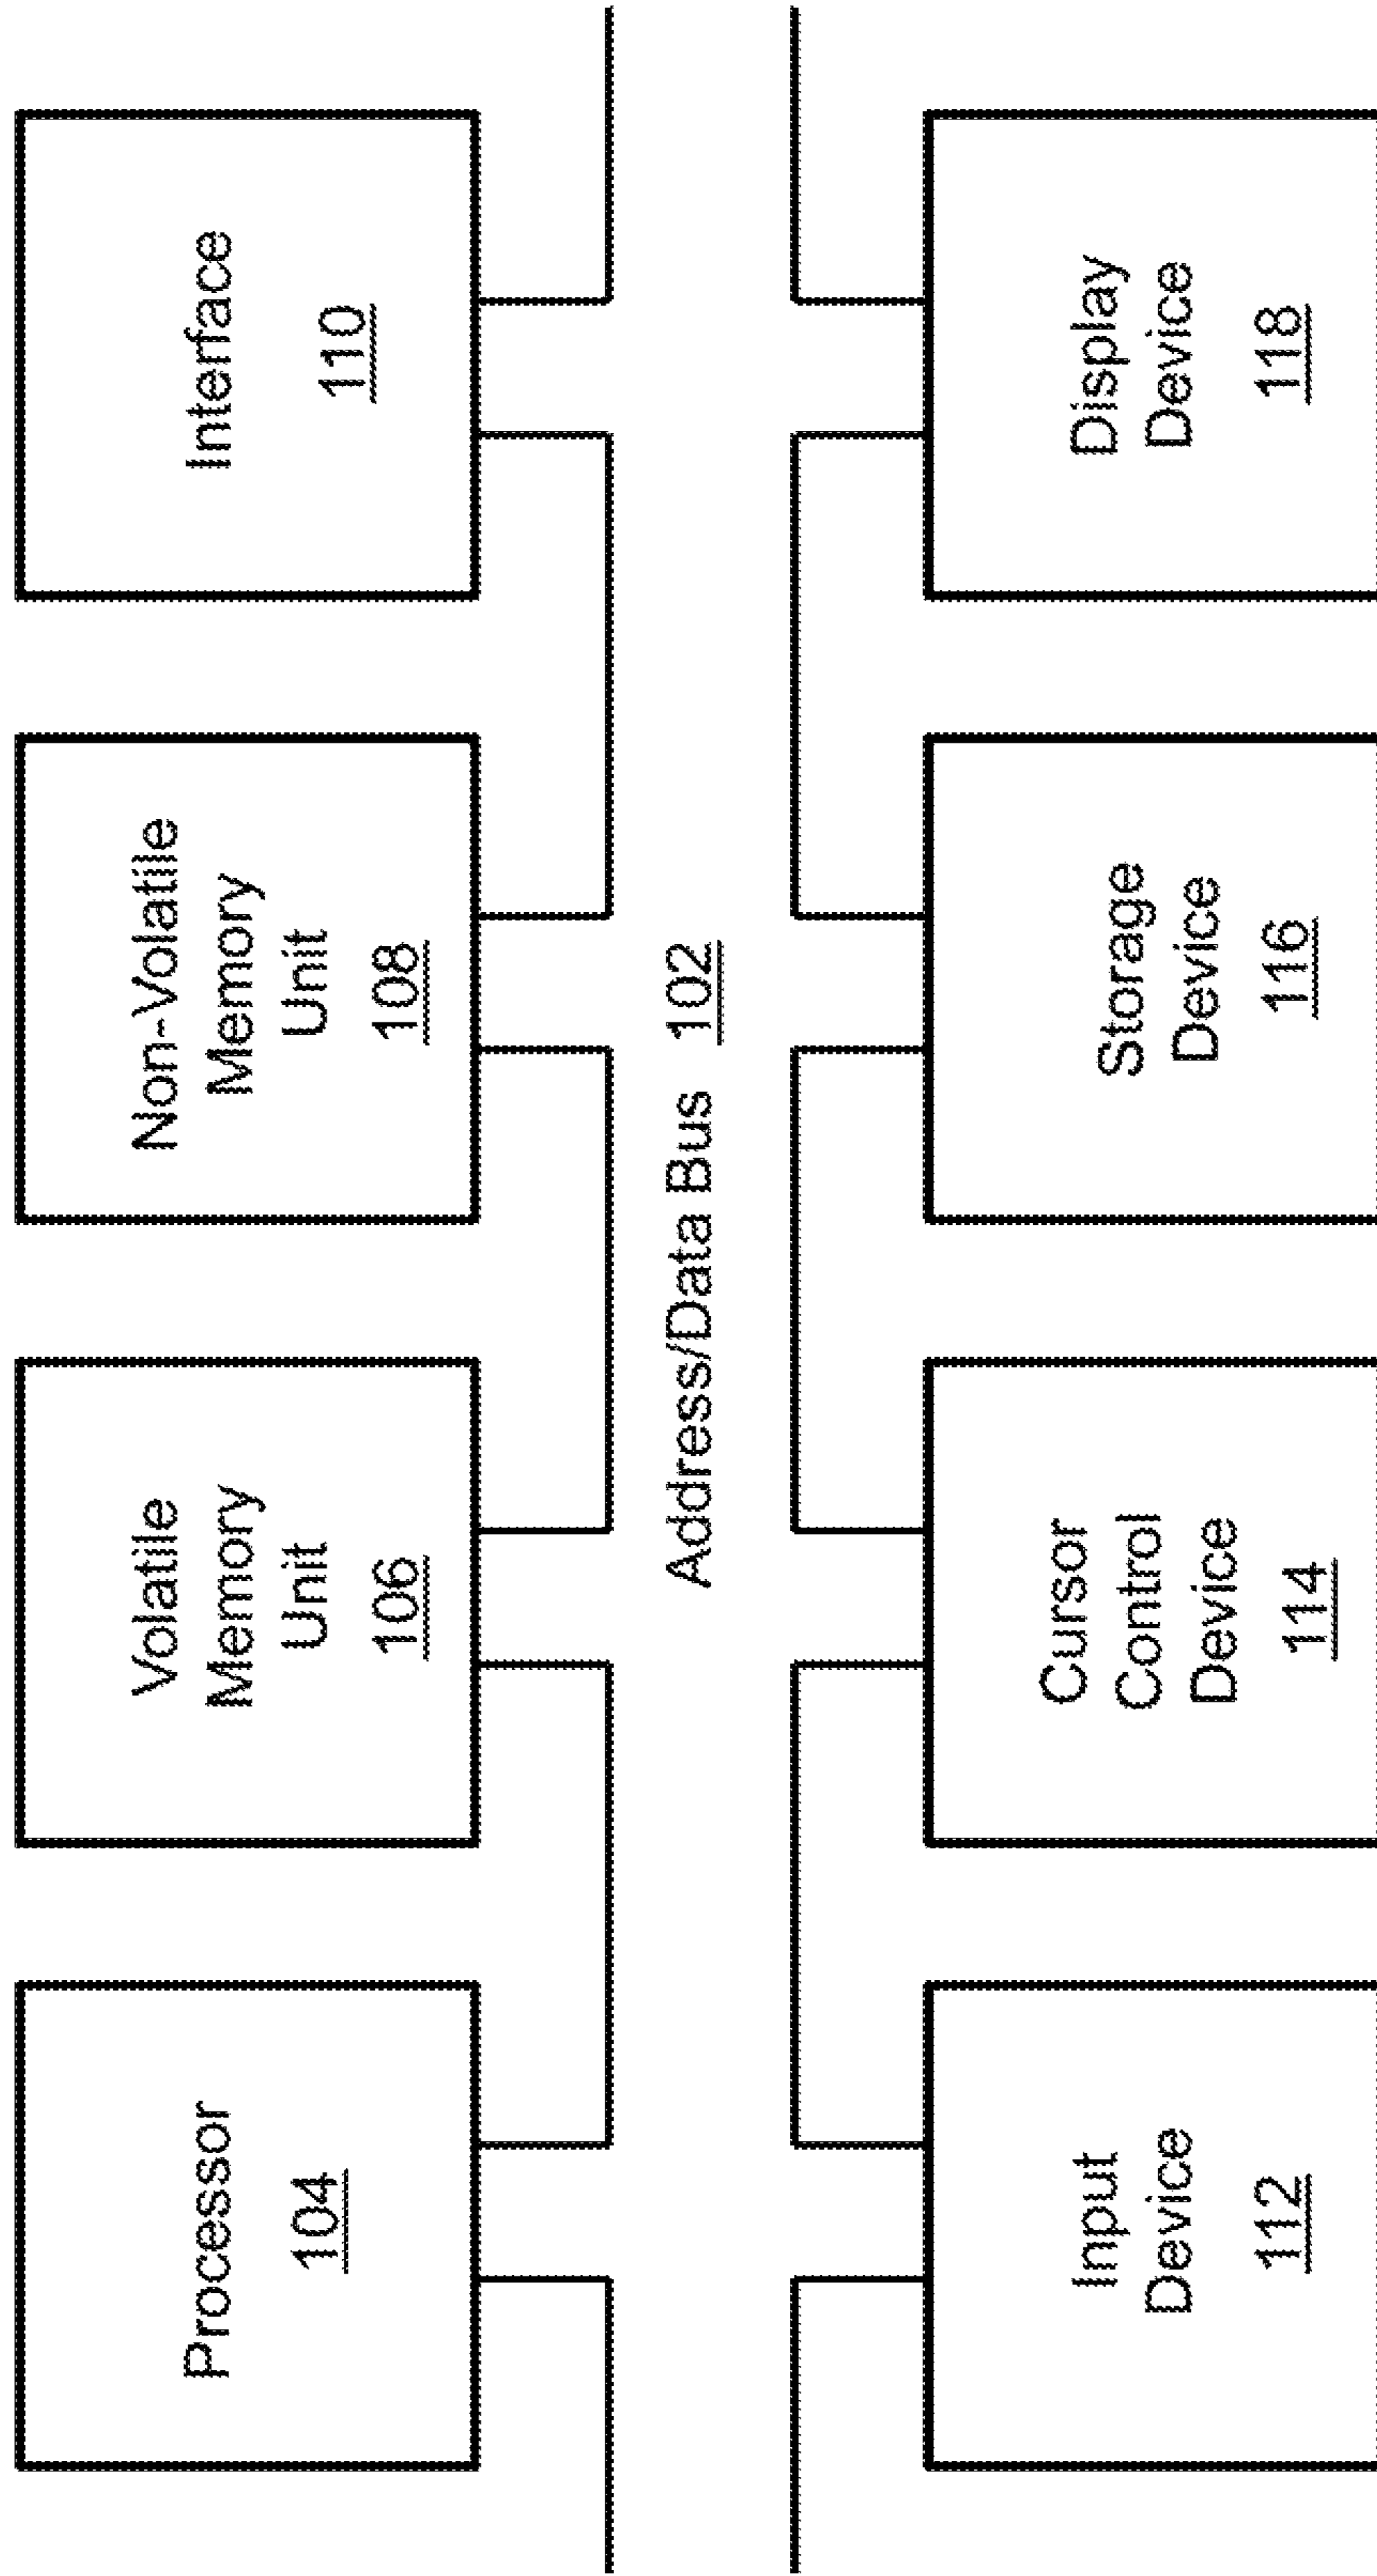 Processor
104
Volatile
Memory
Unit
106
Non-Volatile
Memory
Unit
108
Interface
110
Address/Data Bus 102
Input
Device
112
Cursor
Control
Device
114
Storage
Device
116
Display
Device
118